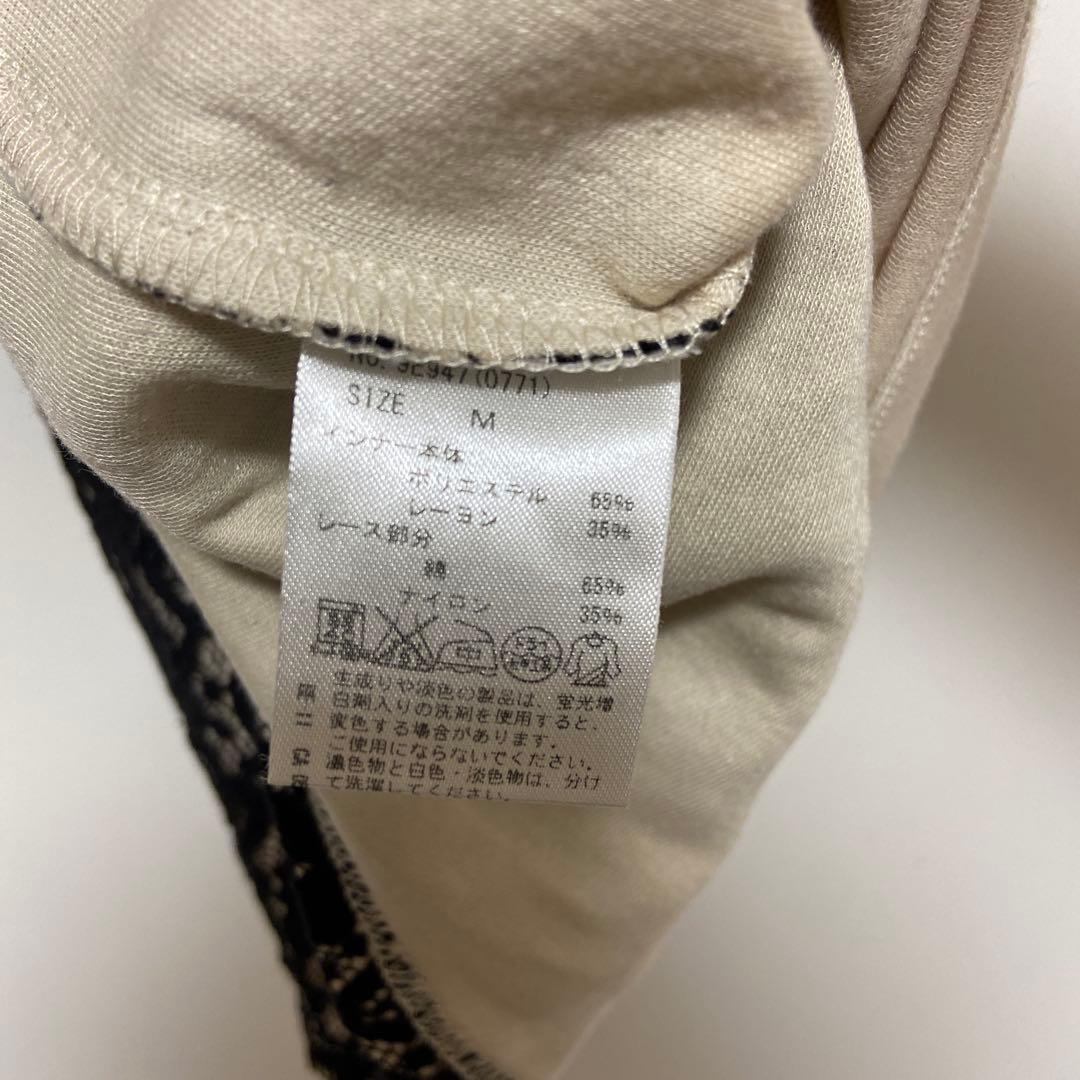 NO. 9E947(0771)
SIZE M
インナー本体
ポリエステル 65%
レーヨン 35%
レース部分
綿 65%
ナイロン 35%
生成りや淡色の製品は、蛍光増
白剤入りの洗剤を使用すると、
変色する場合があります。
ご使用にならないでください。
濃色物と白色・淡色物は、分け
て洗濯してください。